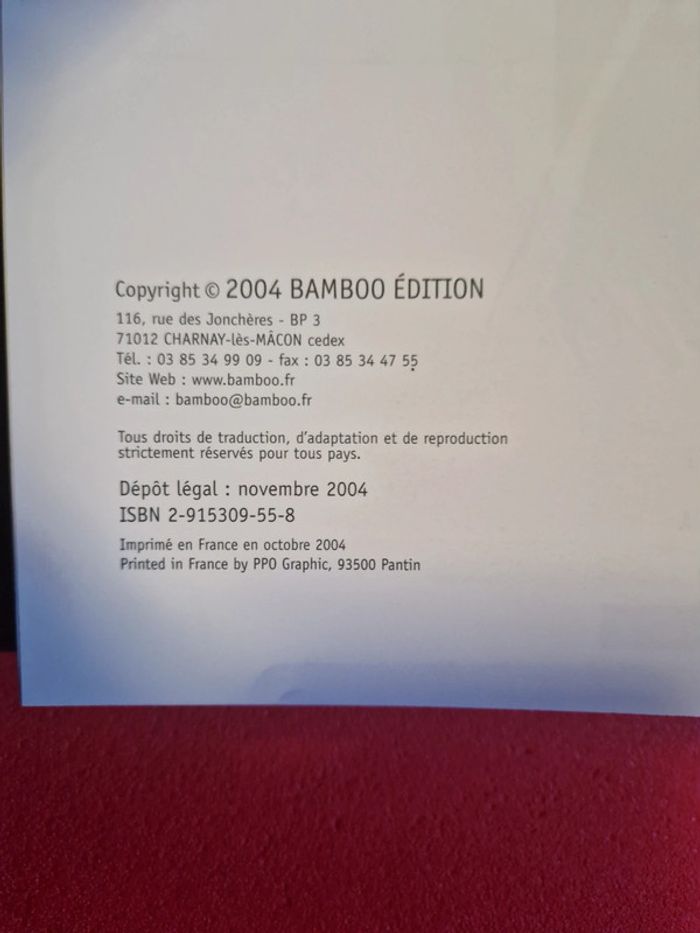 Copyright © 2004 BAMBOO ÉDITION
116, rue des Jonchères - BP 3
71012 CHARNAY-lès-MÂCON cedex
Tél. : 03 85 34 99 09 - fax : 03 85 34 47 55
Site Web : www.bamboo.fr
e-mail : bamboo@bamboo.fr
Tous droits de traduction, d'adaptation et de reproduction
strictement réservés pour tous pays.
Dépôt légal : novembre 2004
ISBN 2-915309-55-8
Imprimé en France en octobre 2004
Printed in France by PPO Graphic, 93500 Pantin